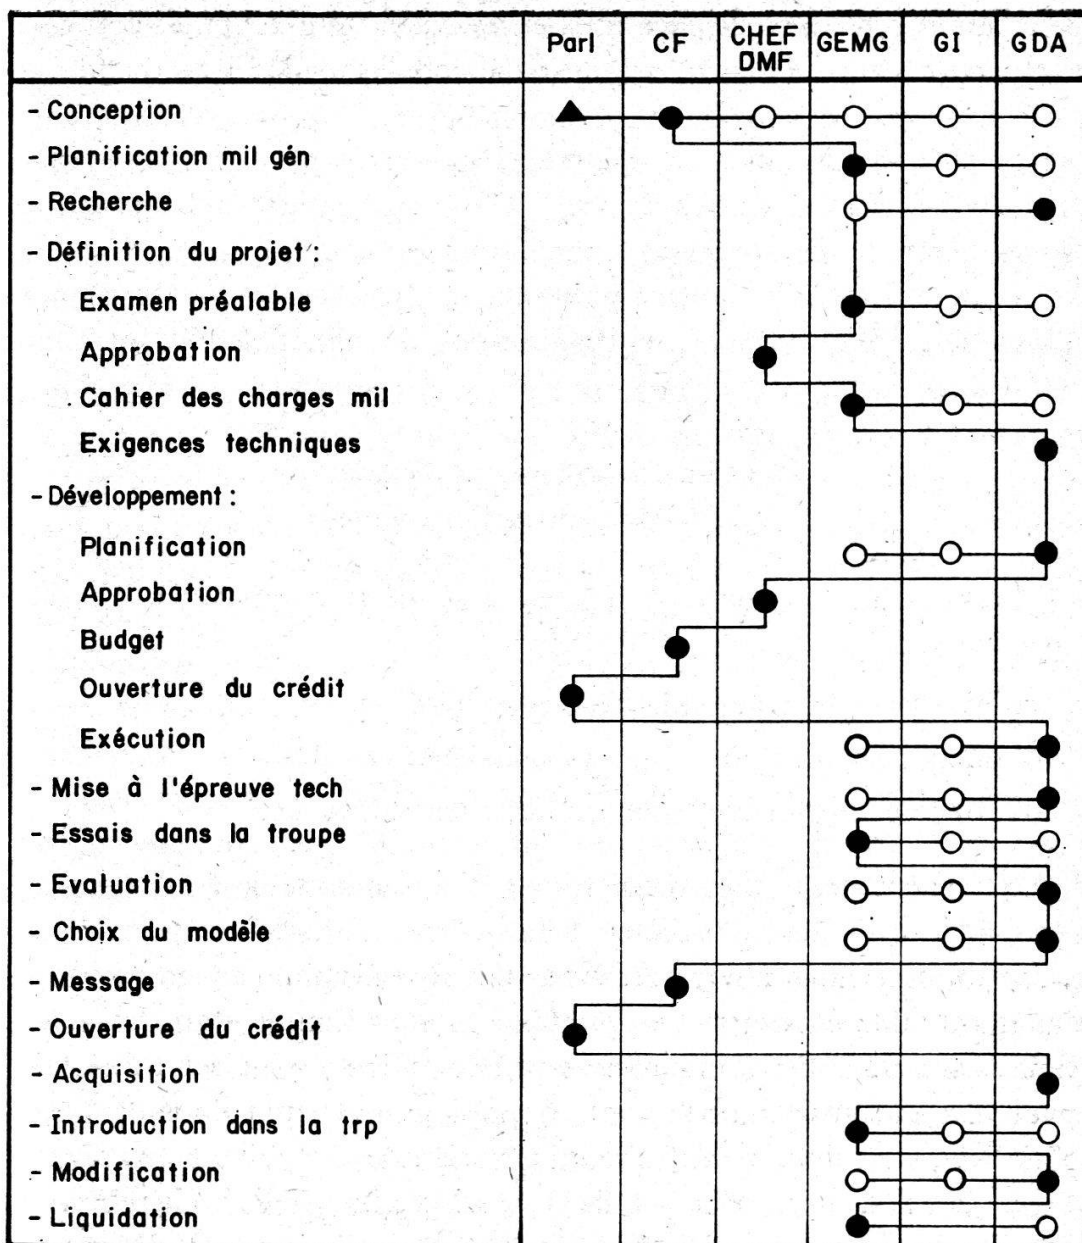 Parl CF CHEF DMF GEMG GI GDA
- Conception
- Planification mil gén
- Recherche
- Définition du projet :
Examen préalable
Approbation
Cahier des charges mil
Exigences techniques
- Développement :
Planification
Approbation
Budget
Ouverture du crédit
Exécution
- Mise à l'épreuve tech
- Essais dans la troupe
- Evaluation
- Choix du modèle
- Message
- Ouverture du crédit
- Acquisition
- Introduction dans la trp
- Modification
- Liquidation